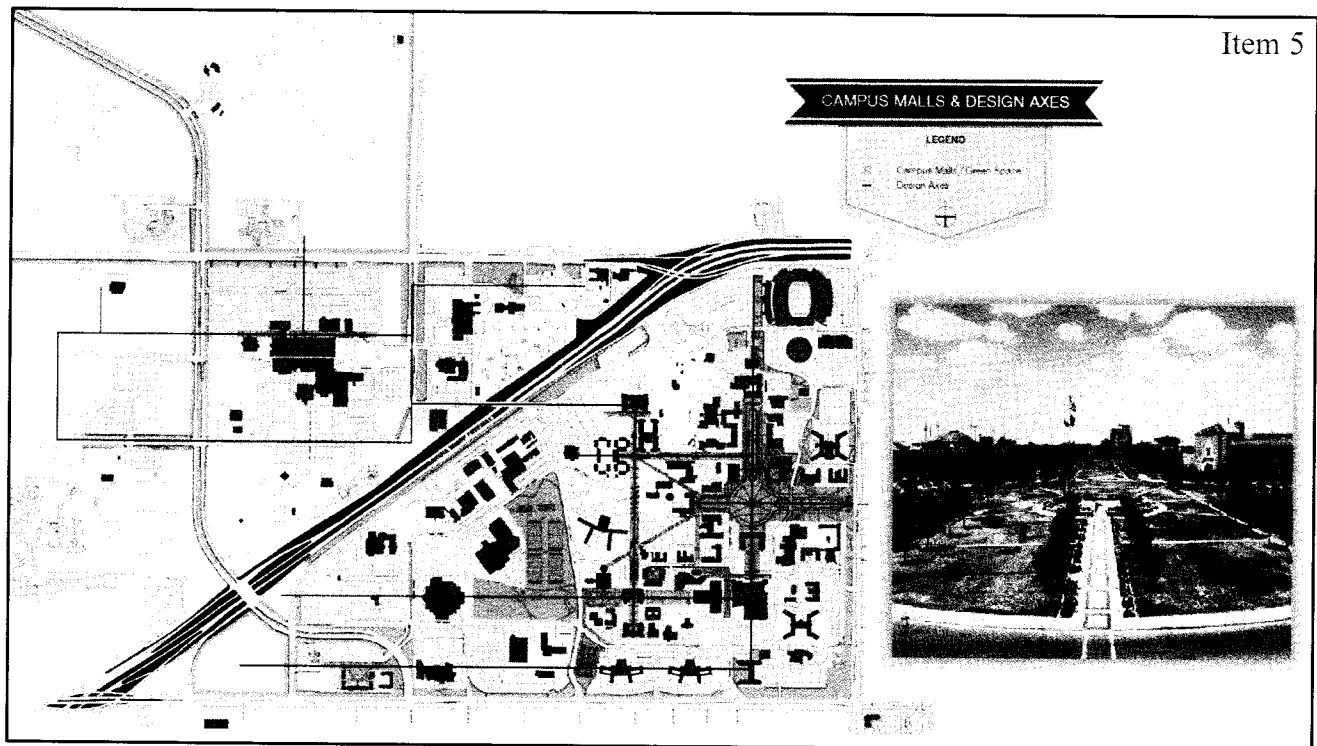 Item 5
CAMPUS MALLS & DESIGN AXES
LEGEND
Campus Malls / Green Space
Design Axes